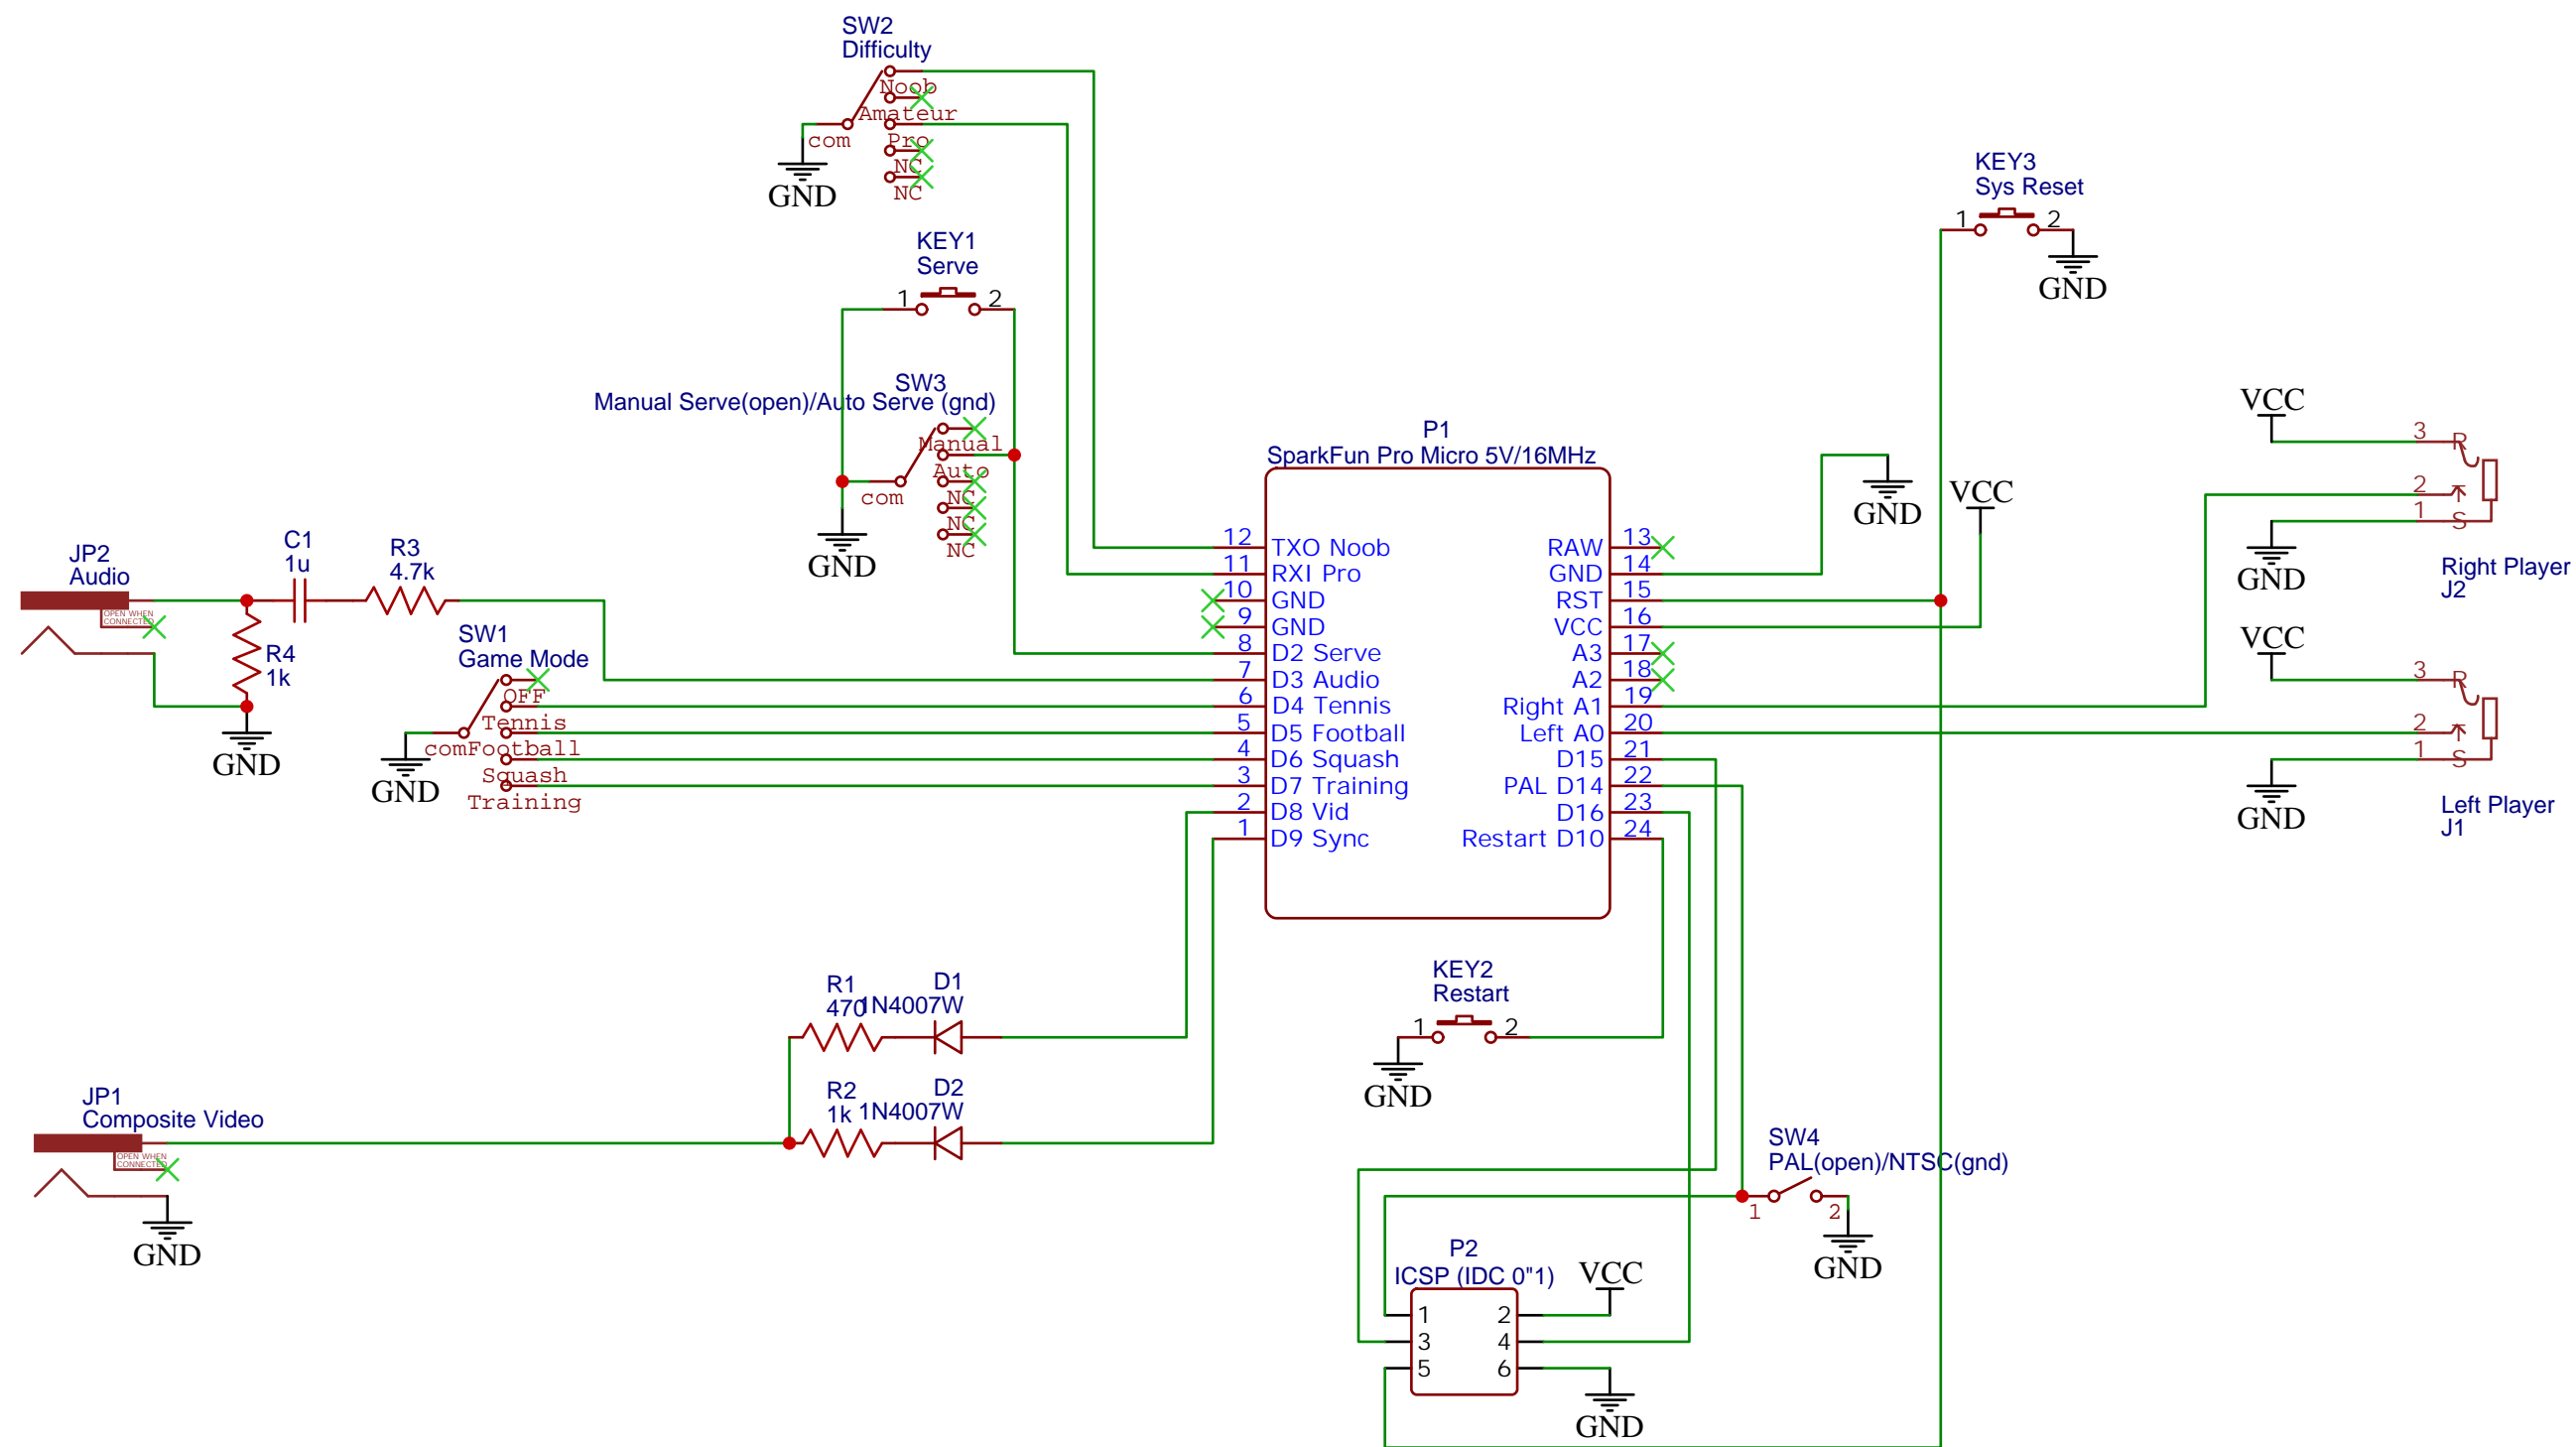 SW2
Difficulty
Noob
Amateur
com
Pro
NC
NC
GND
KEY3
Sys Reset
1
2
GND
KEY1
Serve
1
2
SW3
Manual Serve(open)/Auto Serve (gnd)
Manual
Auto
com
NC
NC
NC
GND
P1
SparkFun Pro Micro 5V/16MHz
12
TXO Noob
11
RXI Pro
10
GND
9
GND
8
D2 Serve
7
D3 Audio
6
D4 Tennis
5
D5 Football
4
D6 Squash
3
D7 Training
2
D8 Vid
1
D9 Sync
RAW
13
GND
14
RST
15
VCC
16
A3
17
A2
18
Right A1
19
Left A0
20
D15
21
PAL D14
22
D16
23
Restart D10
24
GND
VCC
VCC
3
R
2
T
1
S
GND
Right Player
J2
VCC
3
R
2
T
1
S
GND
Left Player
J1
JP2
Audio
OPEN WHEN
CONNECTED
C1
1u
R3
4.7k
R4
1k
GND
SW1
Game Mode
OFF
Tennis
com
Football
Squash
Training
GND
R1
470
D1
1N4007W
R2
1k
D2
1N4007W
JP1
Composite Video
OPEN WHEN
CONNECTED
GND
KEY2
Restart
1
2
GND
SW4
PAL(open)/NTSC(gnd)
1
2
GND
P2
ICSP (IDC 0"1)
VCC
1
2
3
4
5
6
GND